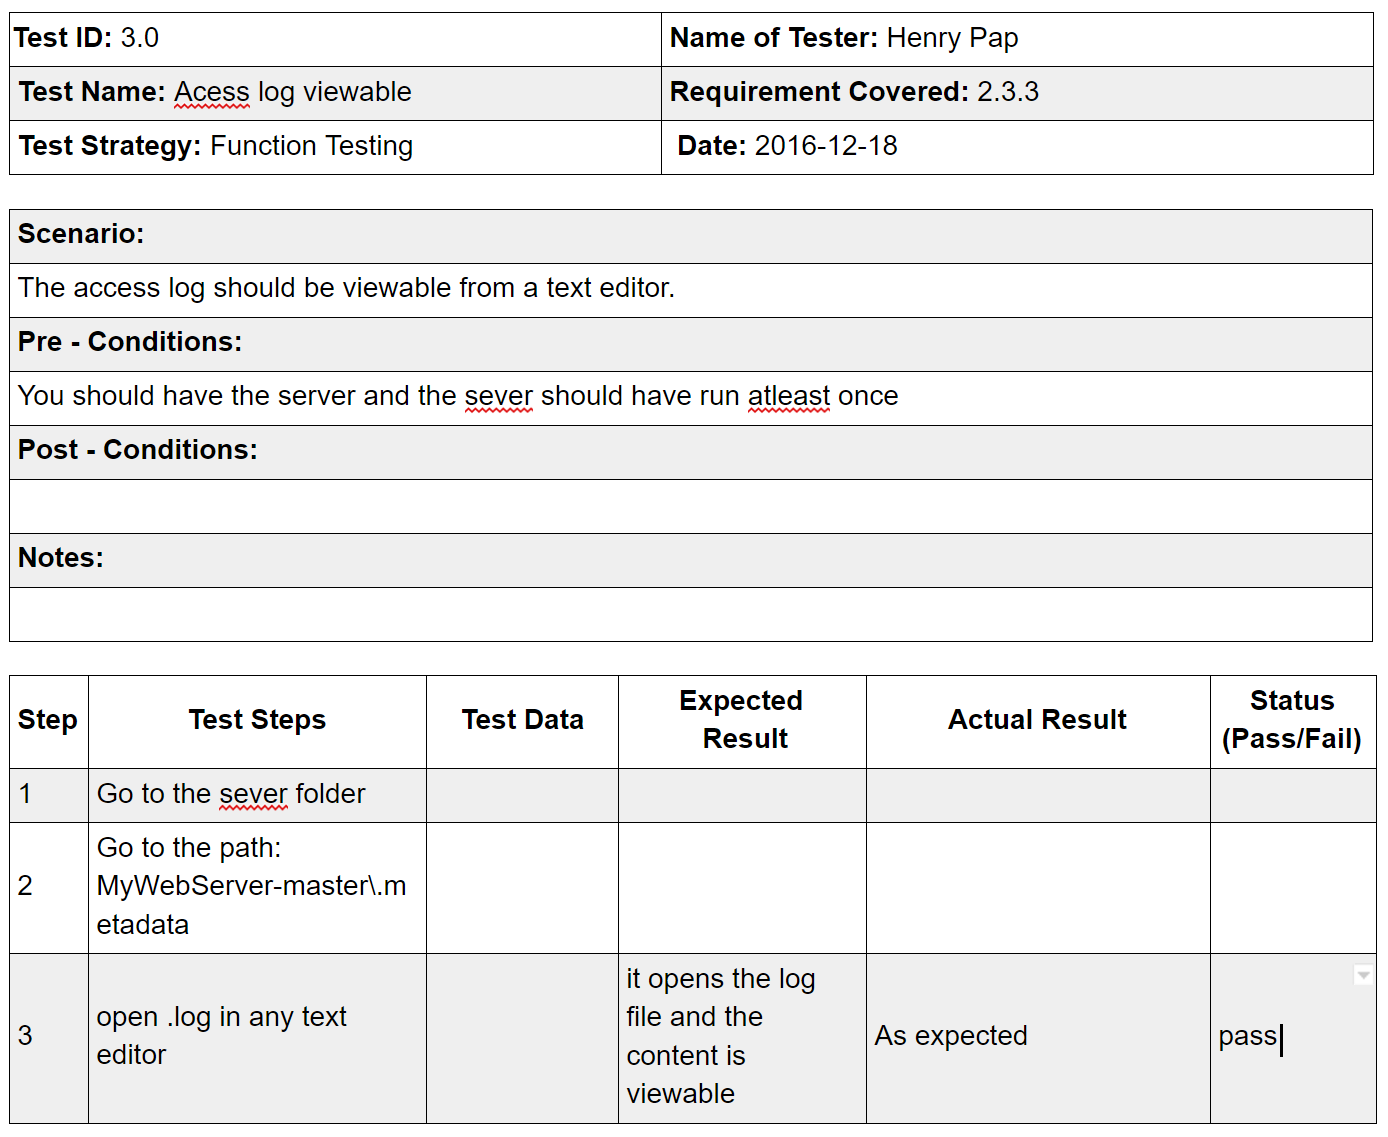 Test ID: 3.0 Name of Tester: Henry Pap
Test Name: Acess log viewable Requirement Covered: 2.3.3
Test Strategy: Function Testing Date: 2016-12-18
Scenario:
The access log should be viewable from a text editor.
Pre - Conditions:
You should have the server and the sever should have run atleast once
Post - Conditions:
Notes:
Step Test Steps Test Data Expected Result Actual Result Status (Pass/Fail)
1 Go to the sever folder
2 Go to the path:
MyWebServer-master\.m
etadata
3 open .log in any text
editor
it opens the log
file and the
content is
viewable
As expected
pass